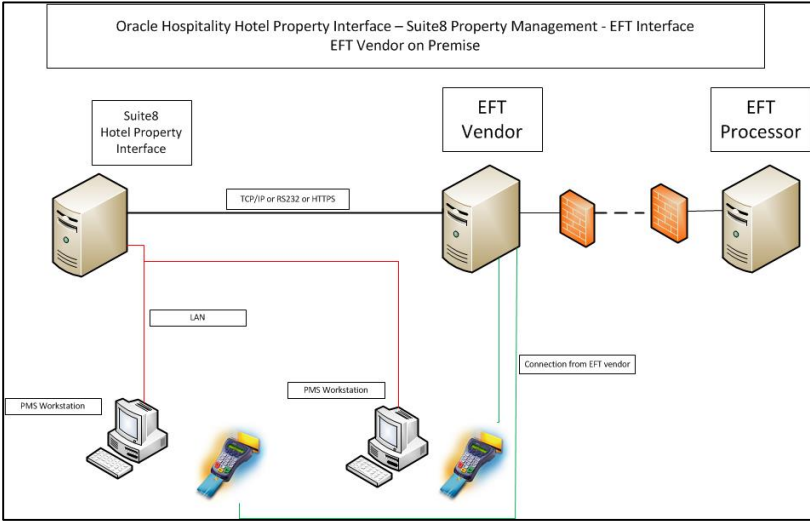 Oracle Hospitality Hotel Property Interface – Suite8 Property Management - EFT Interface
EFT Vendor on Premise
Suite8
Hotel Property
Interface
EFT
Vendor
EFT
Processor
TCP/IP or RS232 or HTTPS
LAN
Connection from EFT vendor
PMS Workstation
PMS Workstation